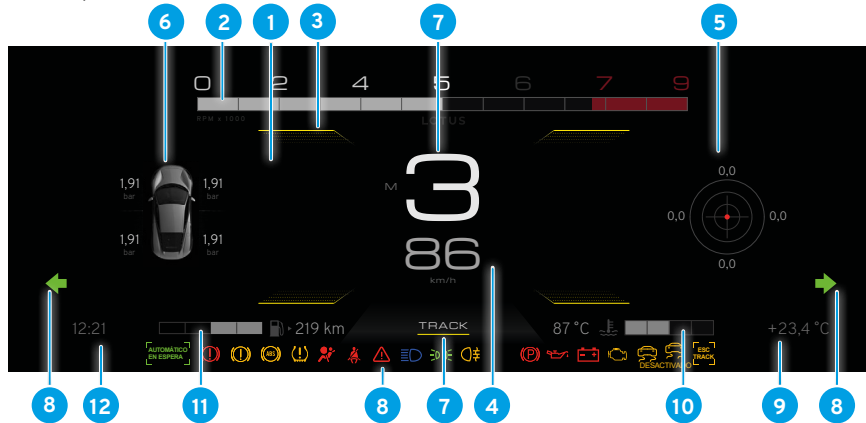 6 2 1 3 7 5
0 2 4 5 6 7 9
RPM x 1000
LOTUS
1,91 bar 1,91 bar
1,91 bar 1,91 bar
M 3
86
km/h
0,0
0,0 0,0
0,0
12:21
219 km
TRACK
87 °C
+23,4 °C
AUTOMÁTICO
EN ESPERA
ABS
P
DESACTIVADO
ESC
TRACK
8 12 11 8 7 4 10 9 8